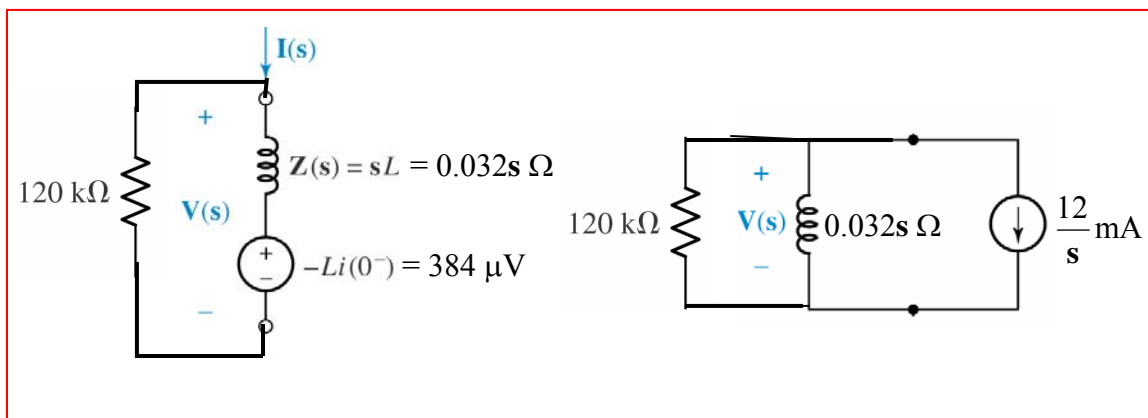 I(s)
+
Z(s) = sL = 0.032s Ω
120 kΩ
V(s)
+
−
−Li(0⁻) = 384 μV
−
+
120 kΩ
V(s)
0.032s Ω
12
s
mA
−